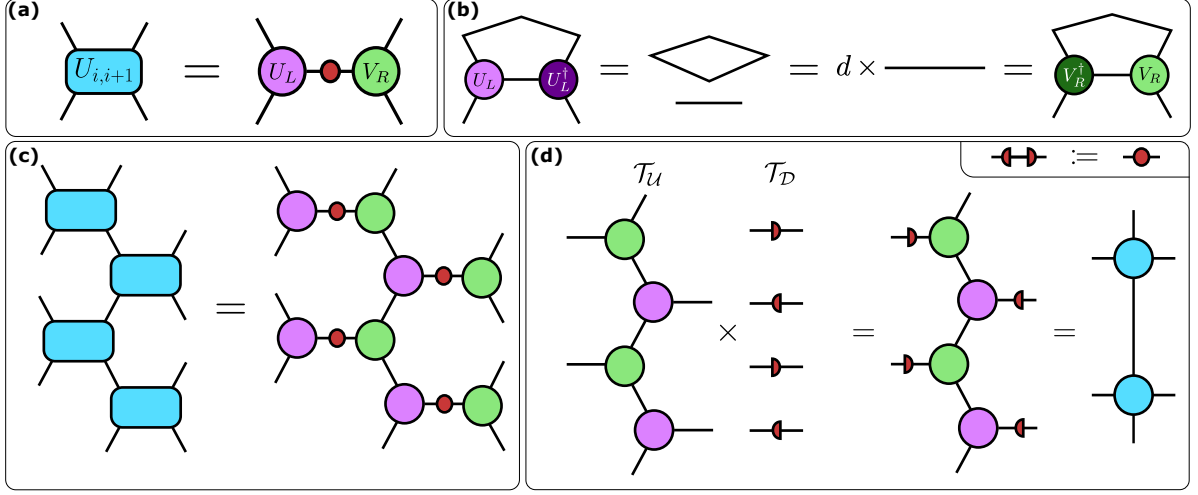 (a)
U_{i,i+1} = U_L V_R
(b)
U_L U_L^† = = d × = V_R^† V_R
(c)
=
(d)
:=
𝒯_𝒰 𝒯_𝒟
× = =